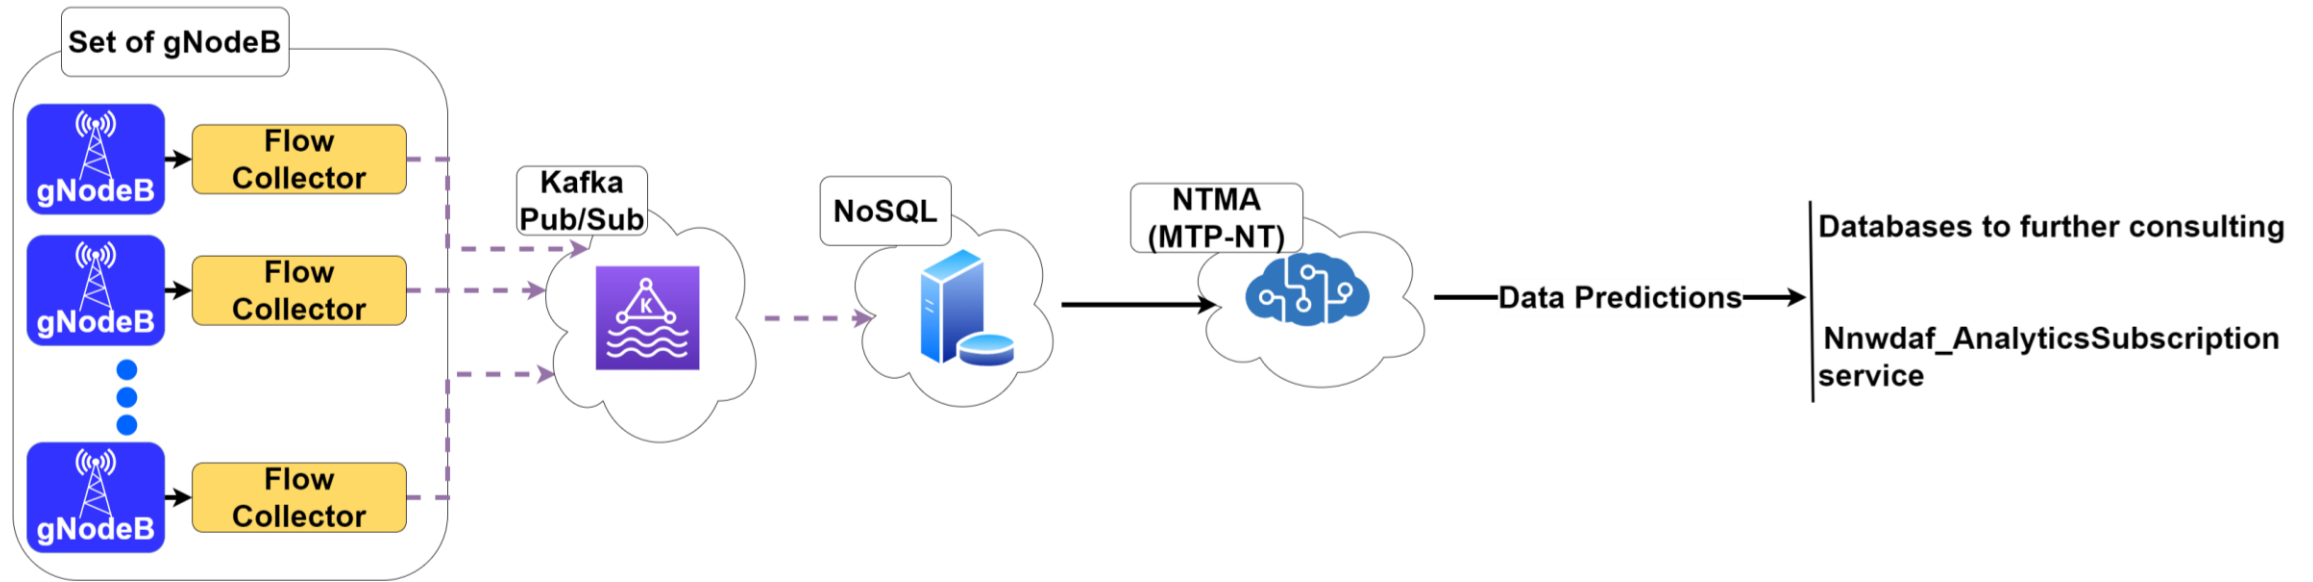 Set of gNodeB
gNodeB
Flow
Collector
gNodeB
Flow
Collector
gNodeB
Flow
Collector
Kafka
Pub/Sub
K
NoSQL
NTMA
(MTP-NT)
Data Predictions
Databases to further consulting
Nnwdaf_AnalyticsSubscription
service